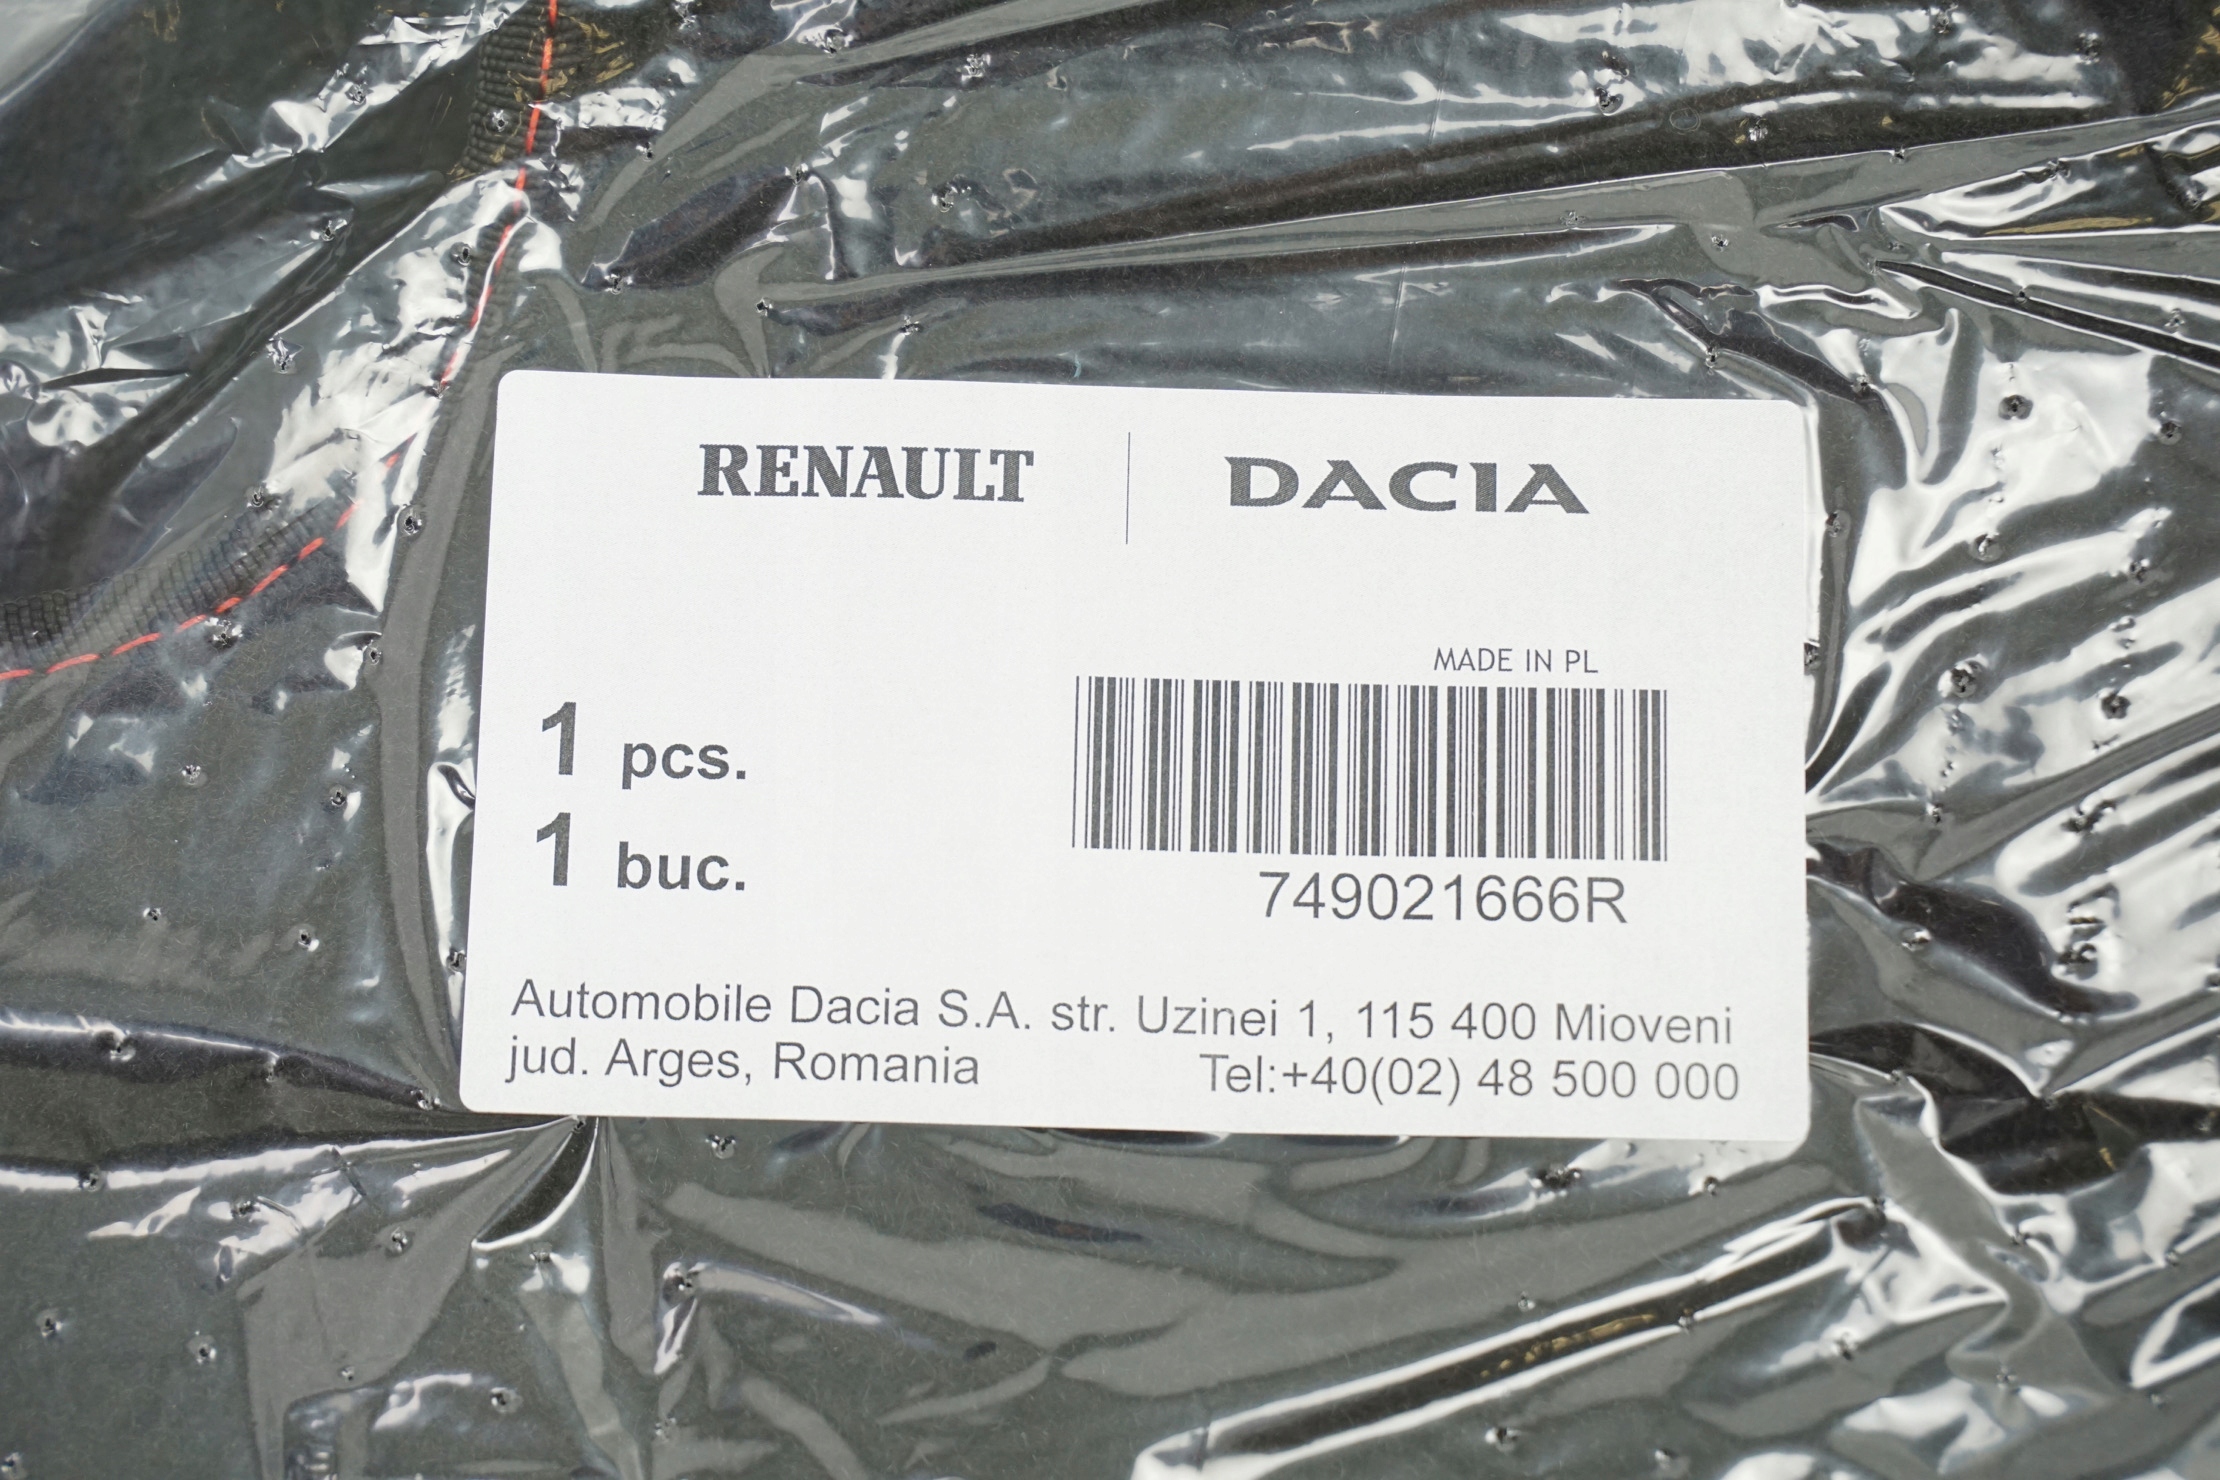 RENAULT DACIA
MADE IN PL
1 pcs.
1 buc.
749021666R
Automobile Dacia S.A. str. Uzinei 1, 115 400 Mioveni
jud. Arges, Romania Tel:+40(02) 48 500 000